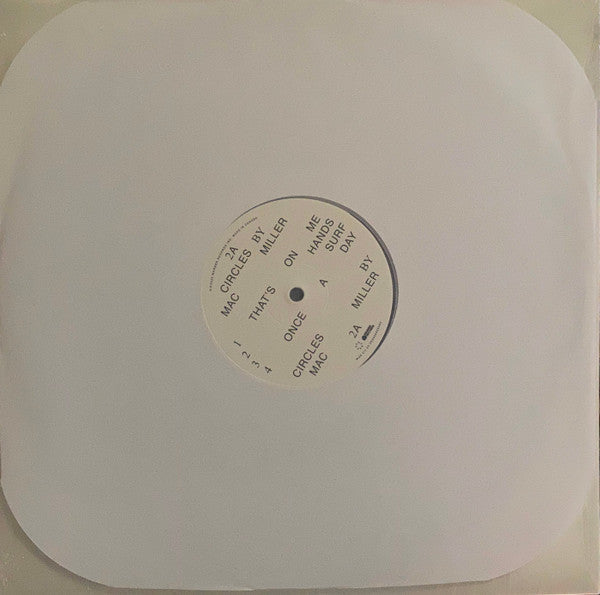 2A
CIRCLES BY
MAC MILLER
1 THAT'S ON ME
2 HANDS
3 SURF
4 ONCE A DAY
CIRCLES BY
MAC MILLER
2A